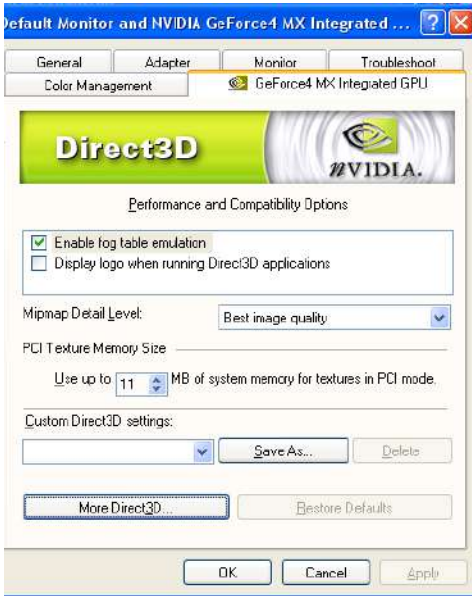 Default Monitor and NVIDIA GeForce4 MX Integrated ...
General Adapter Monitor Troubleshoot
Color Management GeForce4 MX Integrated GPU
Direct3D
nVIDIA.
Performance and Compatibility Options
Enable fog table emulation
Display logo when running Direct3D applications
Mipmap Detail Level: Best image quality
PCI Texture Memory Size
Use up to 11 MB of system memory for textures in PCI mode.
Custom Direct3D settings:
Save As... Delete
More Direct3D... Restore Defaults
OK Cancel Apply